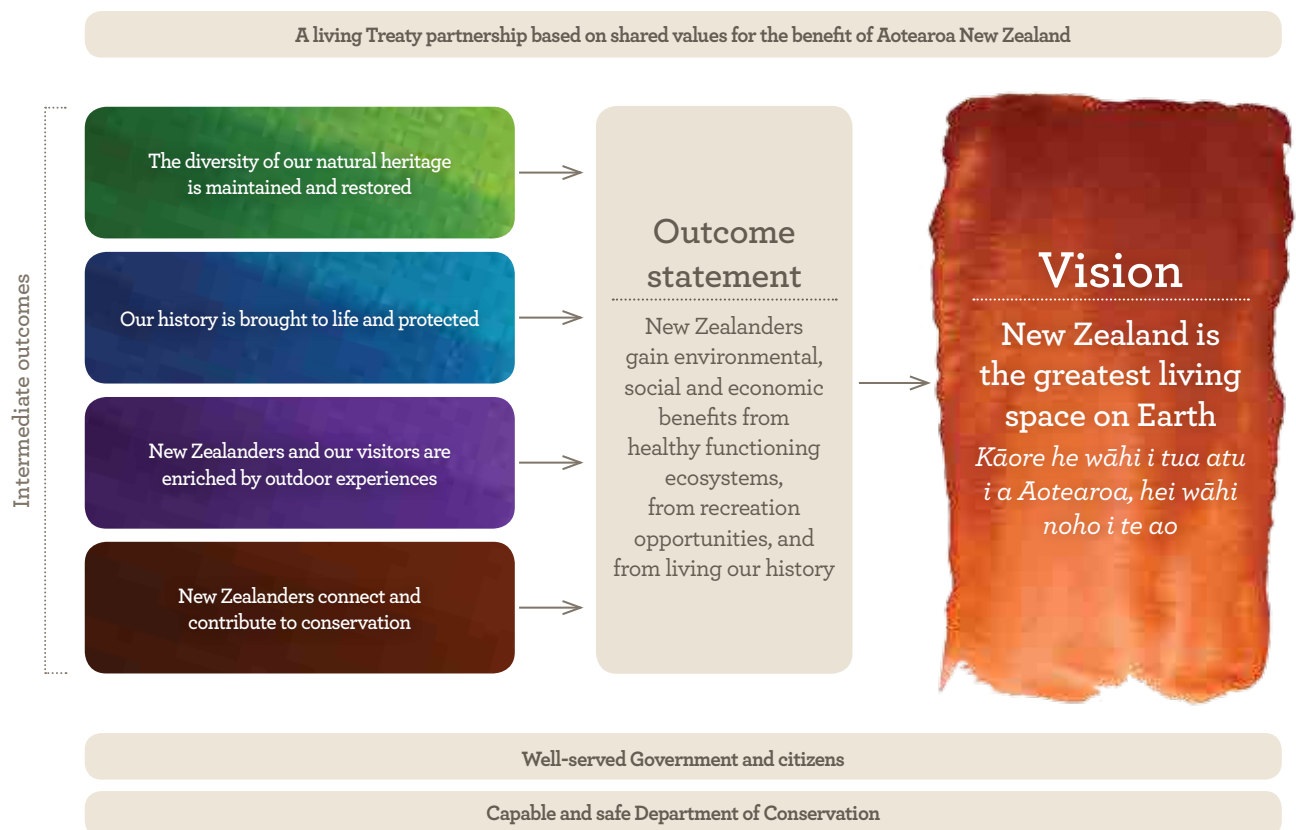 A living Treaty partnership based on shared values for the benefit of Aotearoa New Zealand
Intermediate outcomes
The diversity of our natural heritage
is maintained and restored
Our history is brought to life and protected
New Zealanders and our visitors are
enriched by outdoor experiences
New Zealanders connect and
contribute to conservation
Outcome
statement
New Zealanders
gain environmental,
social and economic
benefits from
healthy functioning
ecosystems,
from recreation
opportunities, and
from living our history
Vision
New Zealand is
the greatest living
space on Earth
Kāore he wāhi i tua atu
i a Aotearoa, hei wāhi
noho i te ao
Well-served Government and citizens
Capable and safe Department of Conservation